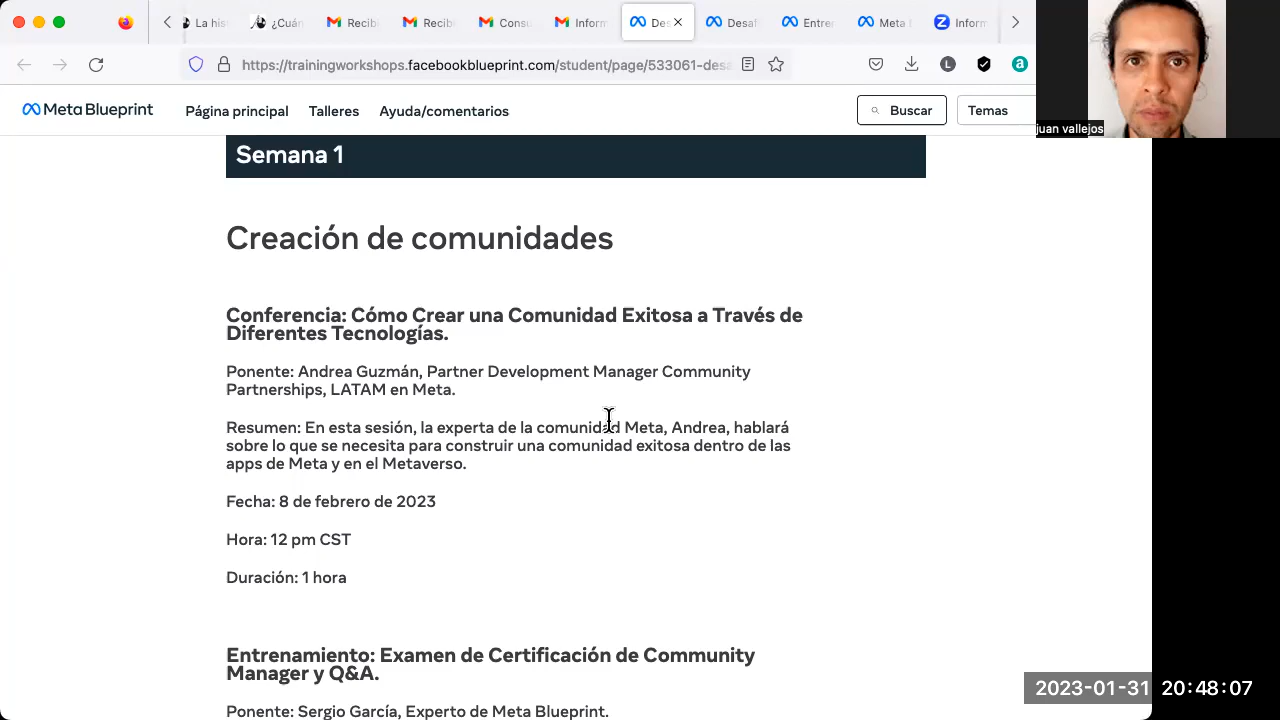 La his
¿Cuán
Recib
Recib
Consu
Inform
Des
Desaf
Entre
Meta
Inform
https://trainingworkshops.facebookblueprint.com/student/page/533061-desa
L
a
Meta Blueprint
Página principal
Talleres
Ayuda/comentarios
Buscar
Temas
juan vallejos
Semana 1
Creación de comunidades
Conferencia: Cómo Crear una Comunidad Exitosa a Través de
Diferentes Tecnologías.
Ponente: Andrea Guzmán, Partner Development Manager Community
Partnerships, LATAM en Meta.
Resumen: En esta sesión, la experta de la comunidad Meta, Andrea, hablará
sobre lo que se necesita para construir una comunidad exitosa dentro de las
apps de Meta y en el Metaverso.
Fecha: 8 de febrero de 2023
Hora: 12 pm CST
Duración: 1 hora
Entrenamiento: Examen de Certificación de Community
Manager y Q&A.
Ponente: Sergio García, Experto de Meta Blueprint.
2023-01-31 20:48:07